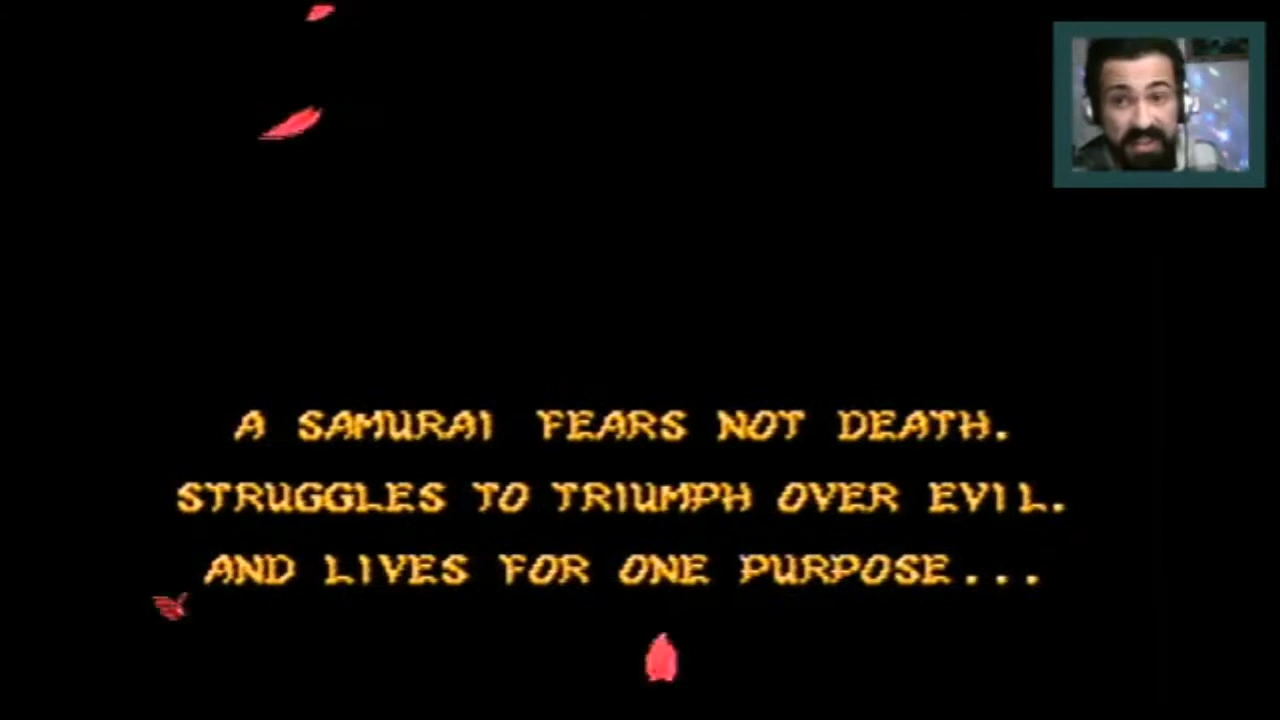 A SAMURAI FEARS NOT DEATH.
STRUGGLES TO TRIUMPH OVER EVIL.
AND LIVES FOR ONE PURPOSE...